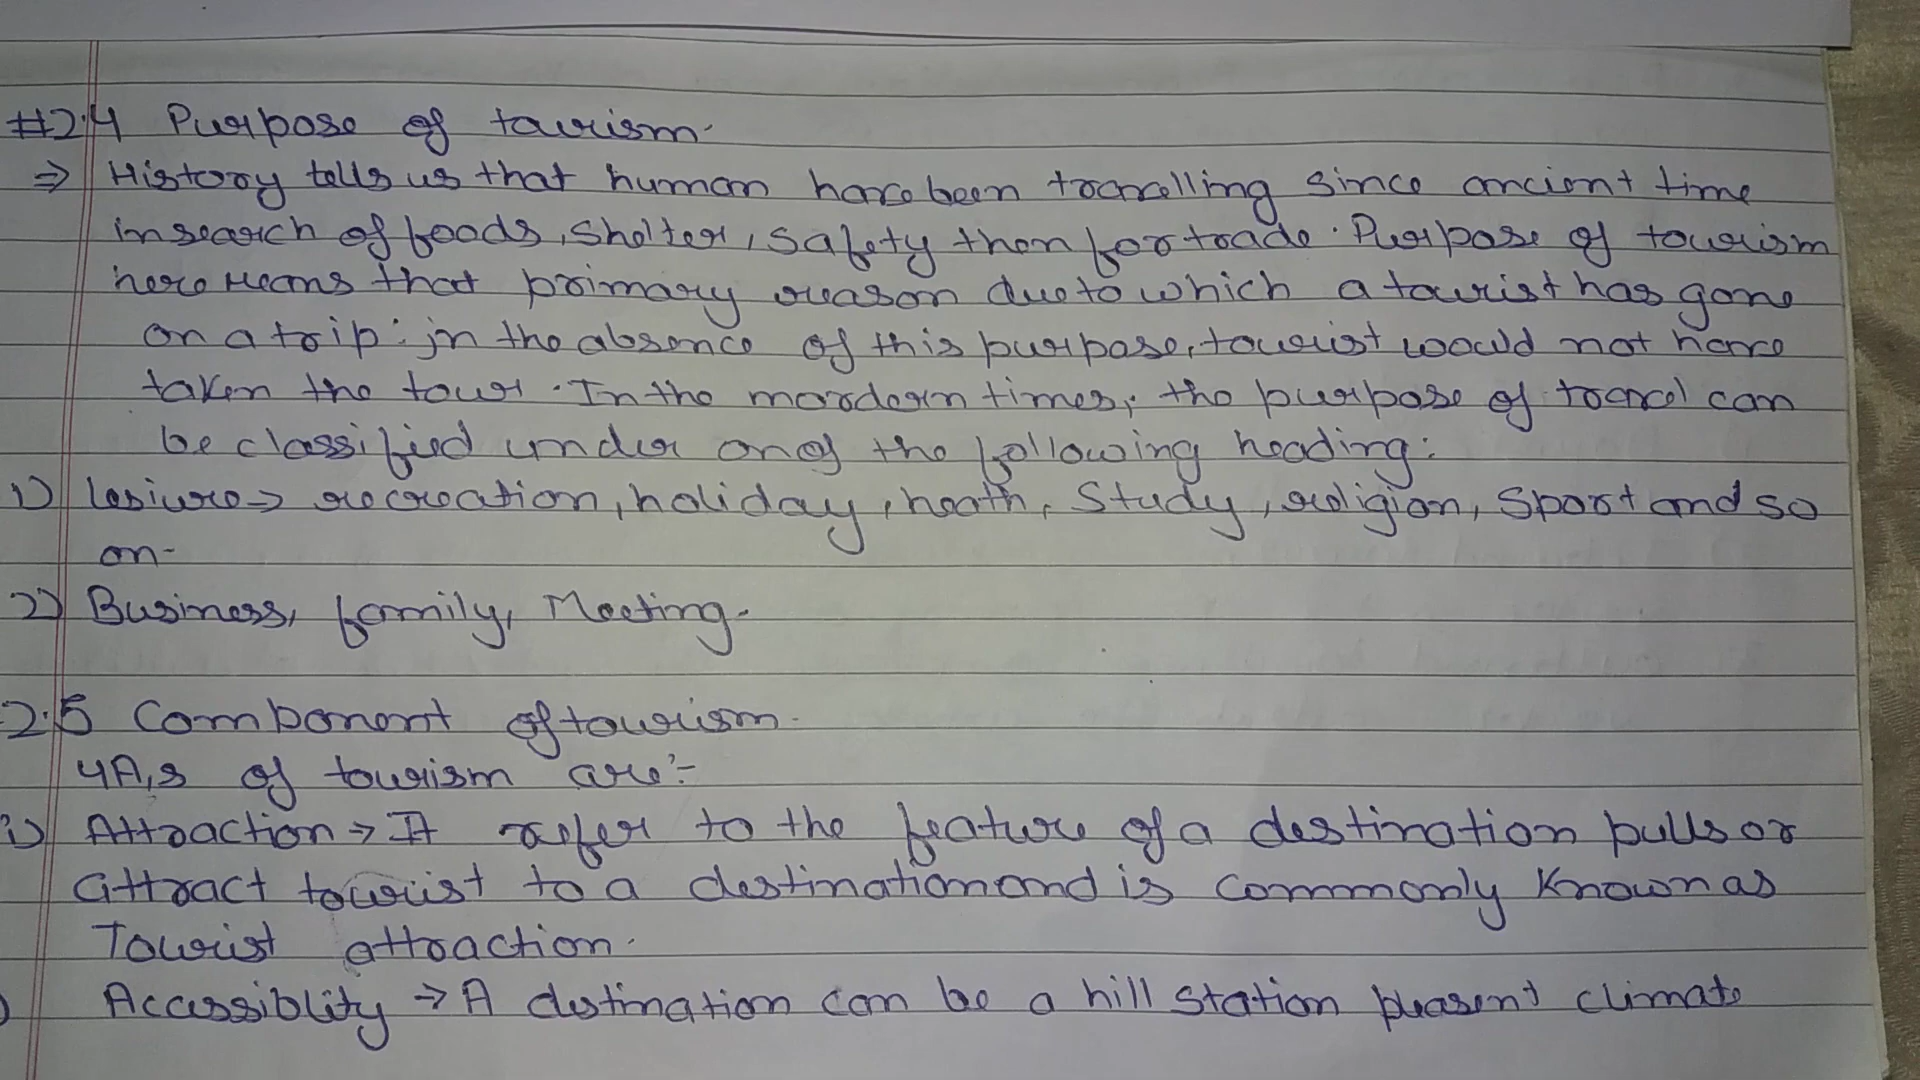 #2.4 Purpose of tourism.
⇒ History tells us that human have been travelling since ancient time
in search of foods, shelter, safety then for trade. Purpose of tourism
here means that primary reason due to which a tourist has gone
on a trip. in the absence of this purpose, tourist would not have
taken the tour. In the mordern times, the purpose of travel can
be classified under on of the following heading:
1) lesiure ⇒ recreation, holiday, heath, study, religion, sport and so
on-
2) Business, family, Meeting.
2.5 Component of tourism.
4A,s of tourism are:-
i) Attraction → It refer to the feature of a destination pulls or
attract tourist to a destination and is commonly known as
Tourist attraction.
) Accessiblity → A destination can be a hill station pleasent climate